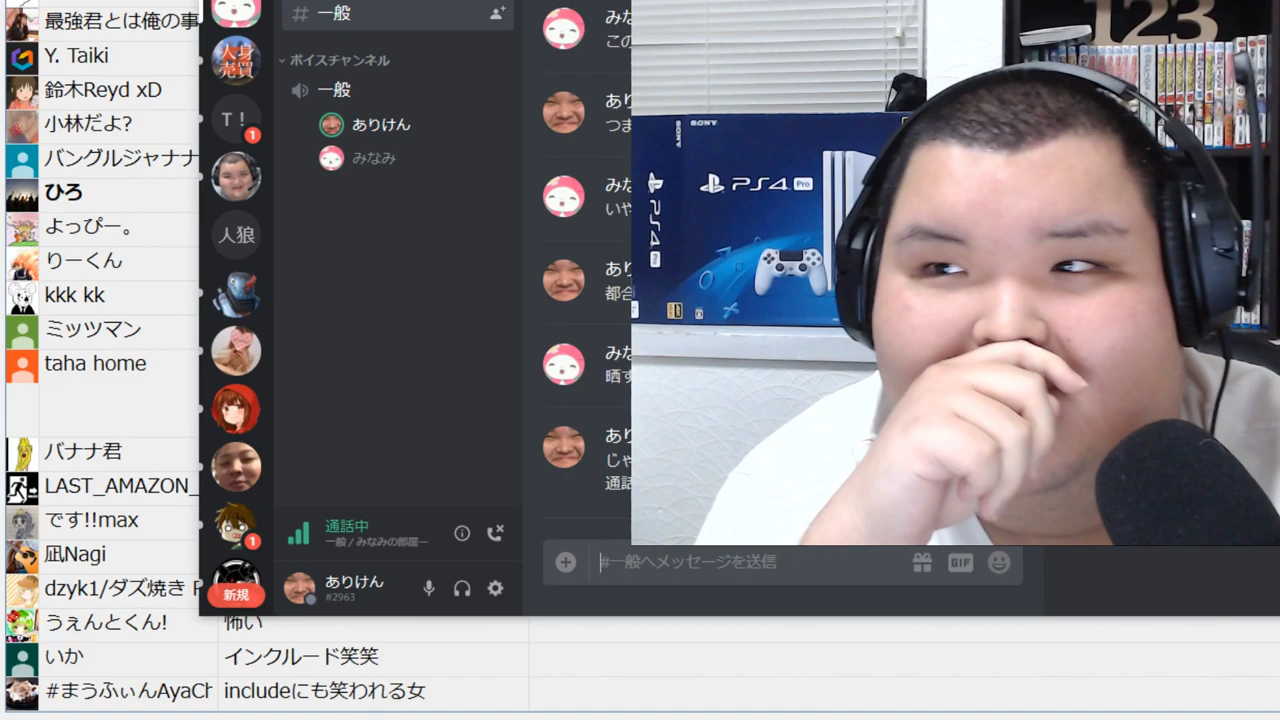 最強君とは俺の事
Y. Taiki
鈴木Reyd xD
小林だよ?
バングルジャナナ
ひろ
よっぴー。
りーくん
kkk kk
ミッツマン
taha home
バナナ君
LAST_AMAZON_
です!!max
凪Nagi
dzyk1/ダズ焼き F
うぇんとくん!
怖い
いか
インクルード笑笑
#まうふぃんAyaCh
includeにも笑われる女
人身
売買
T!
1
人狼
1
新規
# 一般
ボイスチャンネル
一般
ありけん
みなみ
通話中
一般 / みなみの部屋—
ありけん
#2963
みな
この
あり
つま
みな
いや
あり
都合
みな
晒す
あり
じゃ
通話
#一般へメッセージを送信
GIF
SONY
SONY
PS4 Pro
PS4 Pro
123